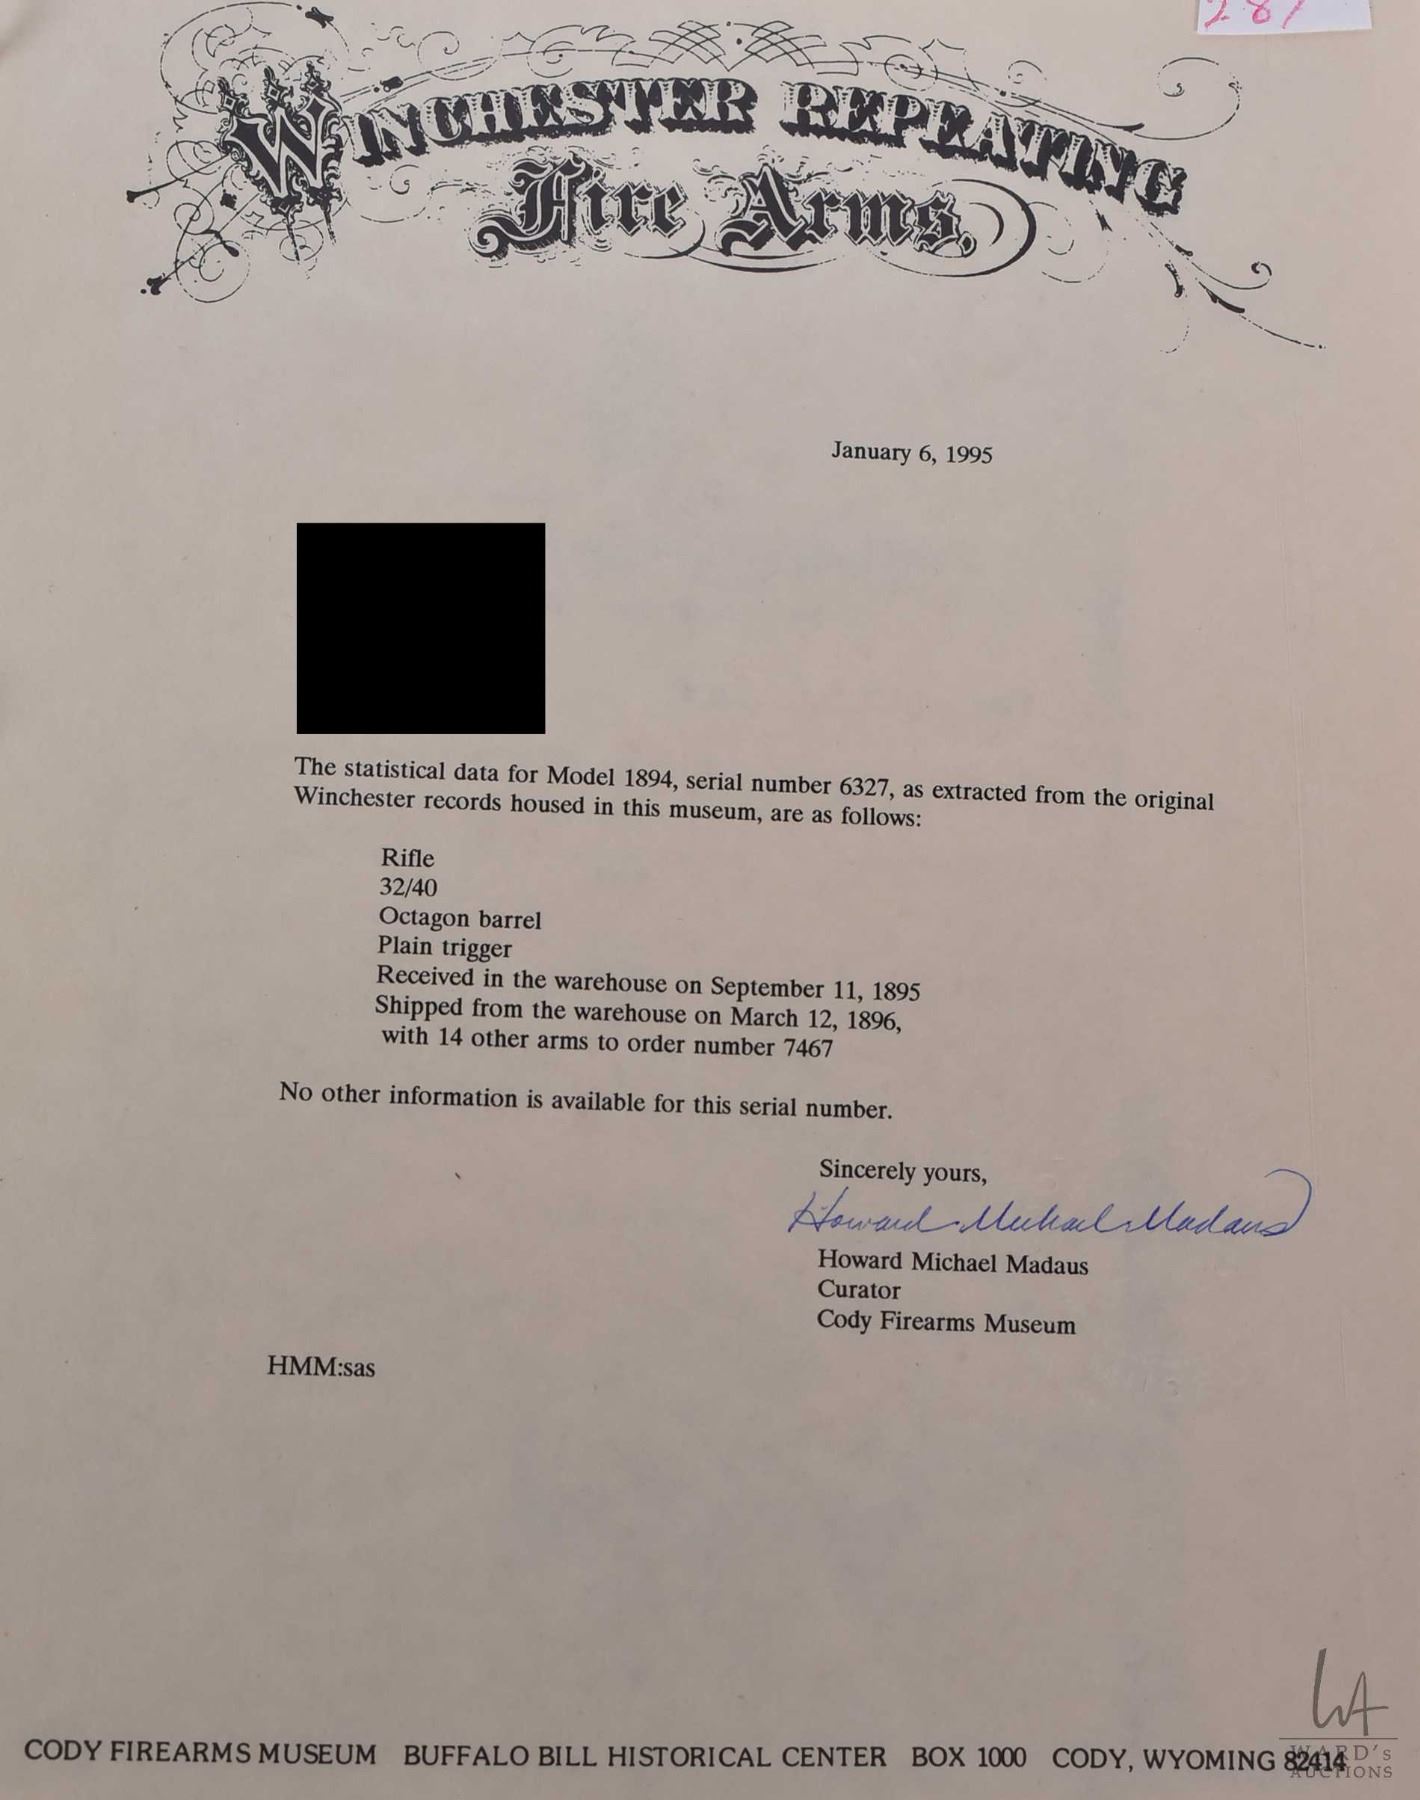 WINCHESTER REPEATING
Fire Arms,
January 6, 1995
The statistical data for Model 1894, serial number 6327, as extracted from the original
Winchester records housed in this museum, are as follows:
Rifle
32/40
Octagon barrel
Plain trigger
Received in the warehouse on September 11, 1895
Shipped from the warehouse on March 12, 1896,
with 14 other arms to order number 7467
No other information is available for this serial number.
Sincerely yours,
Howard Michael Madaus
Howard Michael Madaus
Curator
Cody Firearms Museum
HMM:sas
CODY FIREARMS MUSEUM BUFFALO BILL HISTORICAL CENTER BOX 1000 CODY, WYOMING 82414
WA
WARD's
AUCTIONS